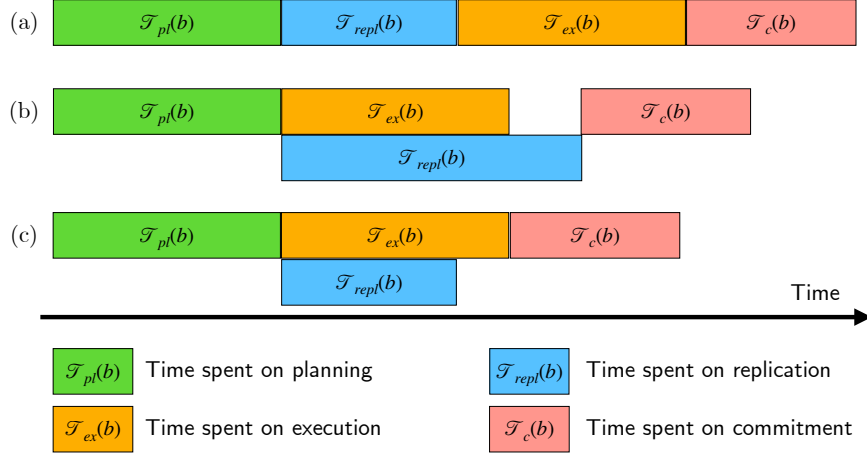 (a) 𝒯pl(b) 𝒯repl(b) 𝒯ex(b) 𝒯c(b)
(b) 𝒯pl(b) 𝒯ex(b) 𝒯c(b)
𝒯repl(b)
(c) 𝒯pl(b) 𝒯ex(b) 𝒯c(b)
𝒯repl(b)
Time
𝒯pl(b) Time spent on planning 𝒯repl(b) Time spent on replication
𝒯ex(b) Time spent on execution 𝒯c(b) Time spent on commitment